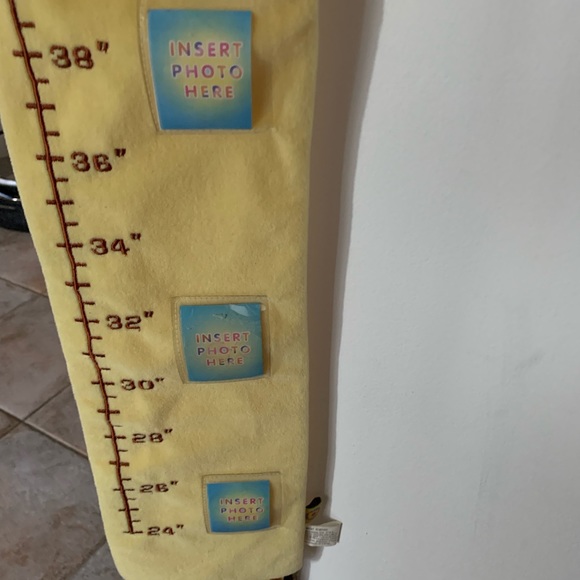 38"
INSERT
PHOTO
HERE
36"
34"
32"
INSERT
PHOTO
HERE
30"
28"
26"
INSERT
PHOTO
HERE
24"